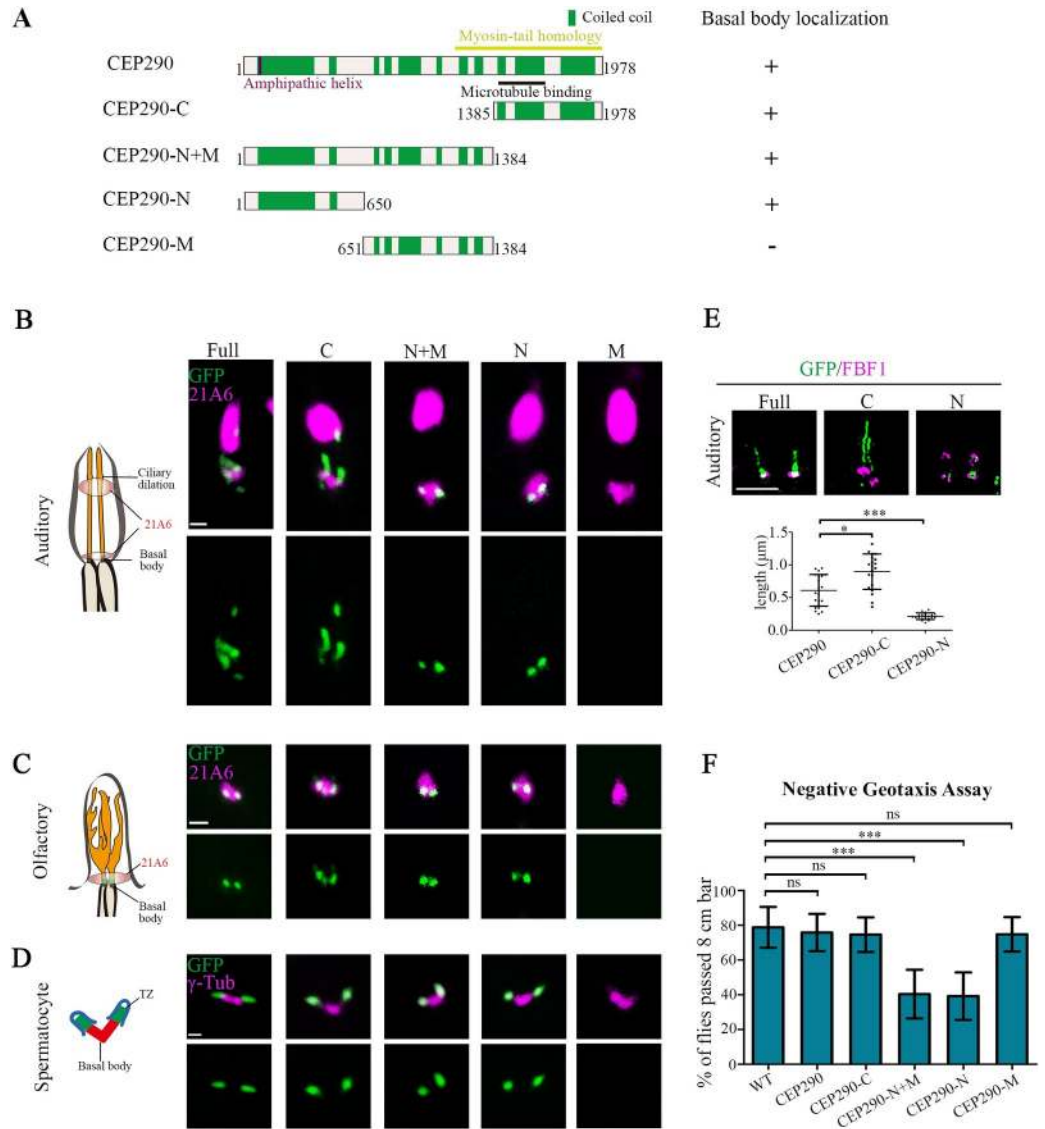 A
Coiled coil
Basal body localization
Myosin-tail homology
CEP290
1
1978
+
Amphipathic helix
Microtubule binding
CEP290-C
1385
1978
+
CEP290-N+M
1
1384
+
CEP290-N
1
650
+
CEP290-M
651
1384
-
B
Full
C
N+M
N
M
GFP
21A6
Auditory
Ciliary
dilation
21A6
Basal
body
E
GFP/FBF1
Full
C
N
Auditory
***
*
length (μm)
1.5
1.0
0.5
0.0
CEP290
CEP290-C
CEP290-N
C
GFP
21A6
Olfactory
21A6
Basal
body
D
GFP
γ-Tub
Spermatocyte
TZ
Basal body
F
Negative Geotaxis Assay
ns
***
***
ns
ns
% of flies passed 8 cm bar
100
80
60
40
20
0
WT
CEP290
CEP290-C
CEP290-N+M
CEP290-N
CEP290-M